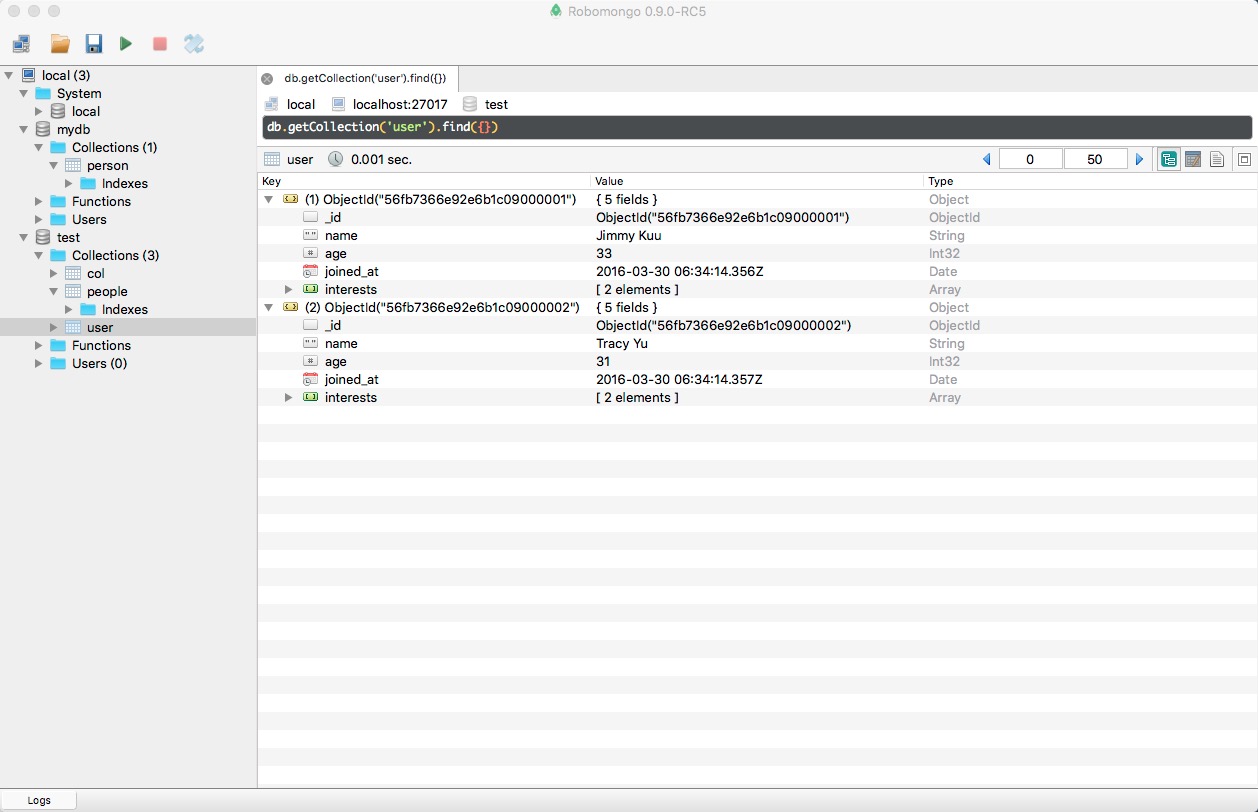 Robomongo 0.9.0-RC5
local (3)
System
local
mydb
Collections (1)
person
Indexes
Functions
Users
test
Collections (3)
col
people
Indexes
user
Functions
Users (0)
db.getCollection('user').find({})
local localhost:27017 test
db.getCollection('user').find({})
user 0.001 sec. 0 50
Key Value Type
(1) ObjectId("56fb7366e92e6b1c09000001") { 5 fields } Object
_id ObjectId("56fb7366e92e6b1c09000001") ObjectId
name Jimmy Kuu String
age 33 Int32
joined_at 2016-03-30 06:34:14.356Z Date
interests [ 2 elements ] Array
(2) ObjectId("56fb7366e92e6b1c09000002") { 5 fields } Object
_id ObjectId("56fb7366e92e6b1c09000002") ObjectId
name Tracy Yu String
age 31 Int32
joined_at 2016-03-30 06:34:14.357Z Date
interests [ 2 elements ] Array
Logs